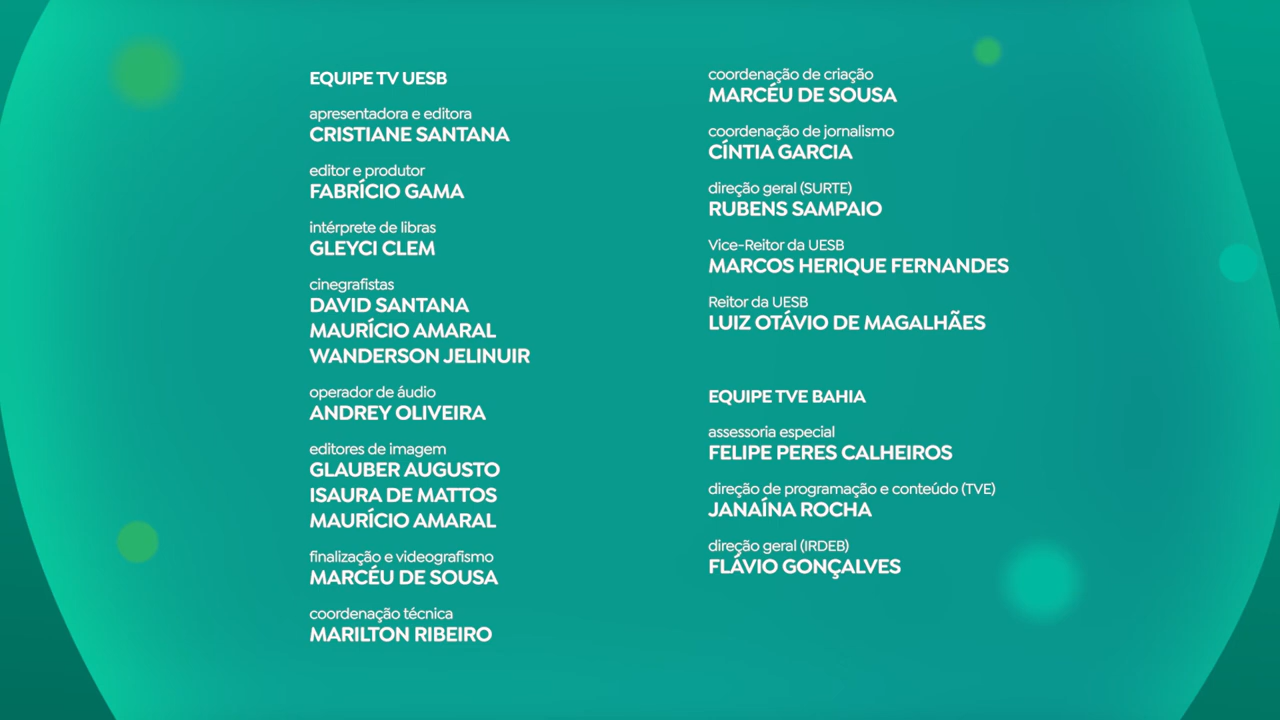 EQUIPE TV UESB
apresentadora e editora
CRISTIANE SANTANA
editor e produtor
FABRÍCIO GAMA
intérprete de libras
GLEYCI CLEM
cinegrafistas
DAVID SANTANA
MAURÍCIO AMARAL
WANDERSON JELINUIR
operador de áudio
ANDREY OLIVEIRA
editores de imagem
GLAUBER AUGUSTO
ISAURA DE MATTOS
MAURÍCIO AMARAL
finalização e videografismo
MARCÉU DE SOUSA
coordenação técnica
MARILTON RIBEIRO
coordenação de criação
MARCÉU DE SOUSA
coordenação de jornalismo
CÍNTIA GARCIA
direção geral (SURTE)
RUBENS SAMPAIO
Vice-Reitor da UESB
MARCOS HERIQUE FERNANDES
Reitor da UESB
LUIZ OTÁVIO DE MAGALHÃES
EQUIPE TVE BAHIA
assessoria especial
FELIPE PERES CALHEIROS
direção de programação e conteúdo (TVE)
JANAÍNA ROCHA
direção geral (IRDEB)
FLÁVIO GONÇALVES